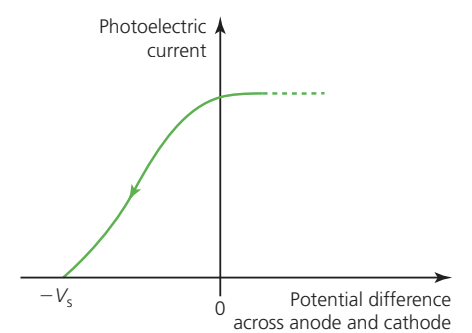 Photoelectric
current
−Vs
0
Potential difference
across anode and cathode